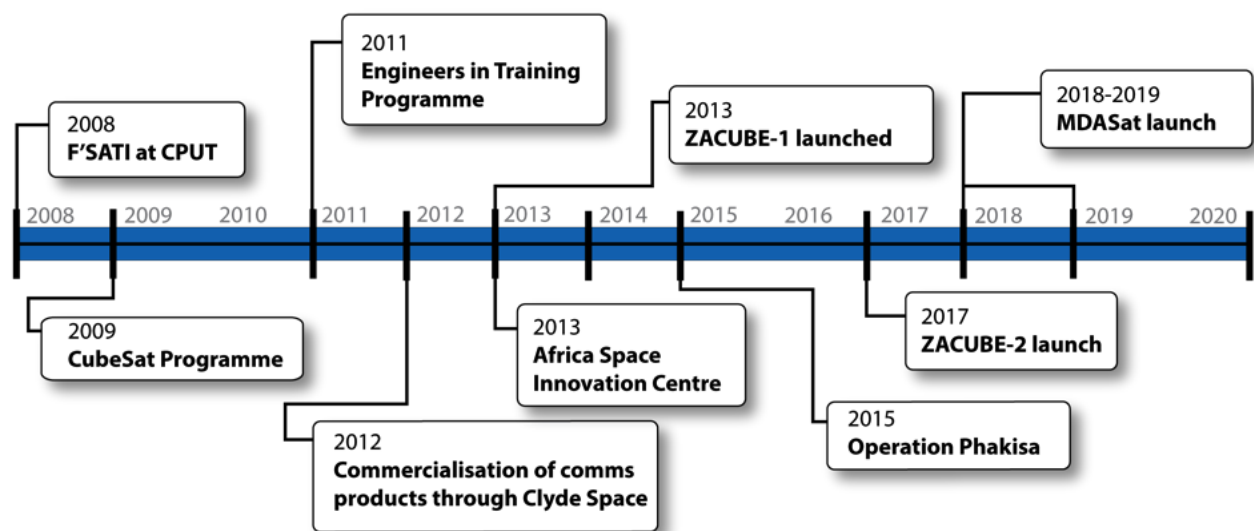 2011
Engineers in Training
Programme
2008
F'SATI at CPUT
2013
ZACUBE-1 launched
2018-2019
MDASat launch
2008 2009 2010 2011 2012 2013 2014 2015 2016 2017 2018 2019 2020
2009
CubeSat Programme
2012
Commercialisation of comms
products through Clyde Space
2013
Africa Space
Innovation Centre
2015
Operation Phakisa
2017
ZACUBE-2 launch